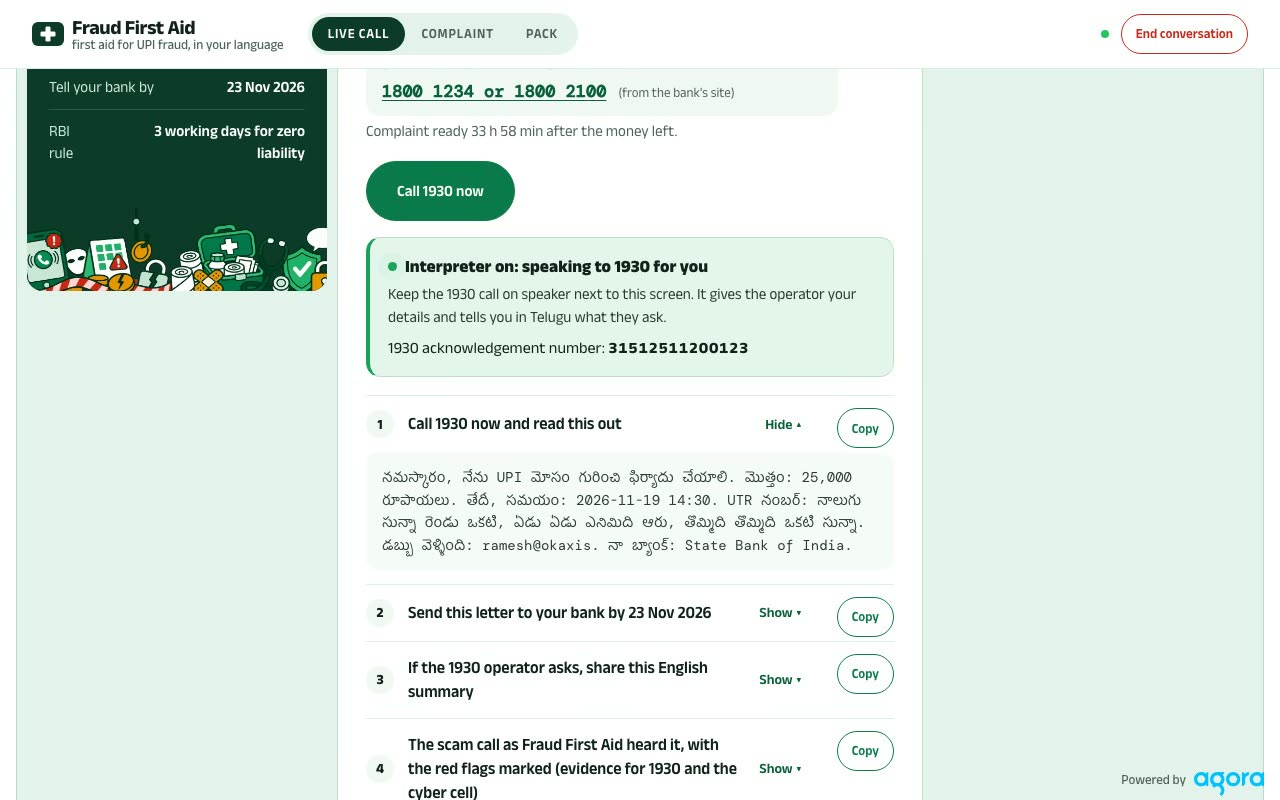 Fraud First Aid
first aid for UPI fraud, in your language
LIVE CALL
COMPLAINT
PACK
End conversation
Tell your bank by 23 Nov 2026
RBI rule 3 working days for zero liability
1800 1234 or 1800 2100 (from the bank's site)
Complaint ready 33 h 58 min after the money left.
Call 1930 now
Interpreter on: speaking to 1930 for you
Keep the 1930 call on speaker next to this screen. It gives the operator your
details and tells you in Telugu what they ask.
1930 acknowledgement number: 31512511200123
1 Call 1930 now and read this out Hide ▴ Copy
నమస్కారం, నేను UPI మోసం గురించి ఫిర్యాదు చేయాలి. మొత్తం: 25,000
రూపాయలు. తేదీ, సమయం: 2026-11-19 14:30. UTR నంబర్: నాలుగు
సున్నా రెండు ఒకటి, ఏడు ఏడు ఎనిమిది ఆరు, తొమ్మిది తొమ్మిది ఒకటి సున్నా.
డబ్బు వెళ్ళింది: ramesh@okaxis. నా బ్యాంక్: State Bank of India.
2 Send this letter to your bank by 23 Nov 2026 Show ▾ Copy
3 If the 1930 operator asks, share this English
summary Show ▾ Copy
4 The scam call as Fraud First Aid heard it, with
the red flags marked (evidence for 1930 and the
cyber cell) Show ▾ Copy
Powered by agora